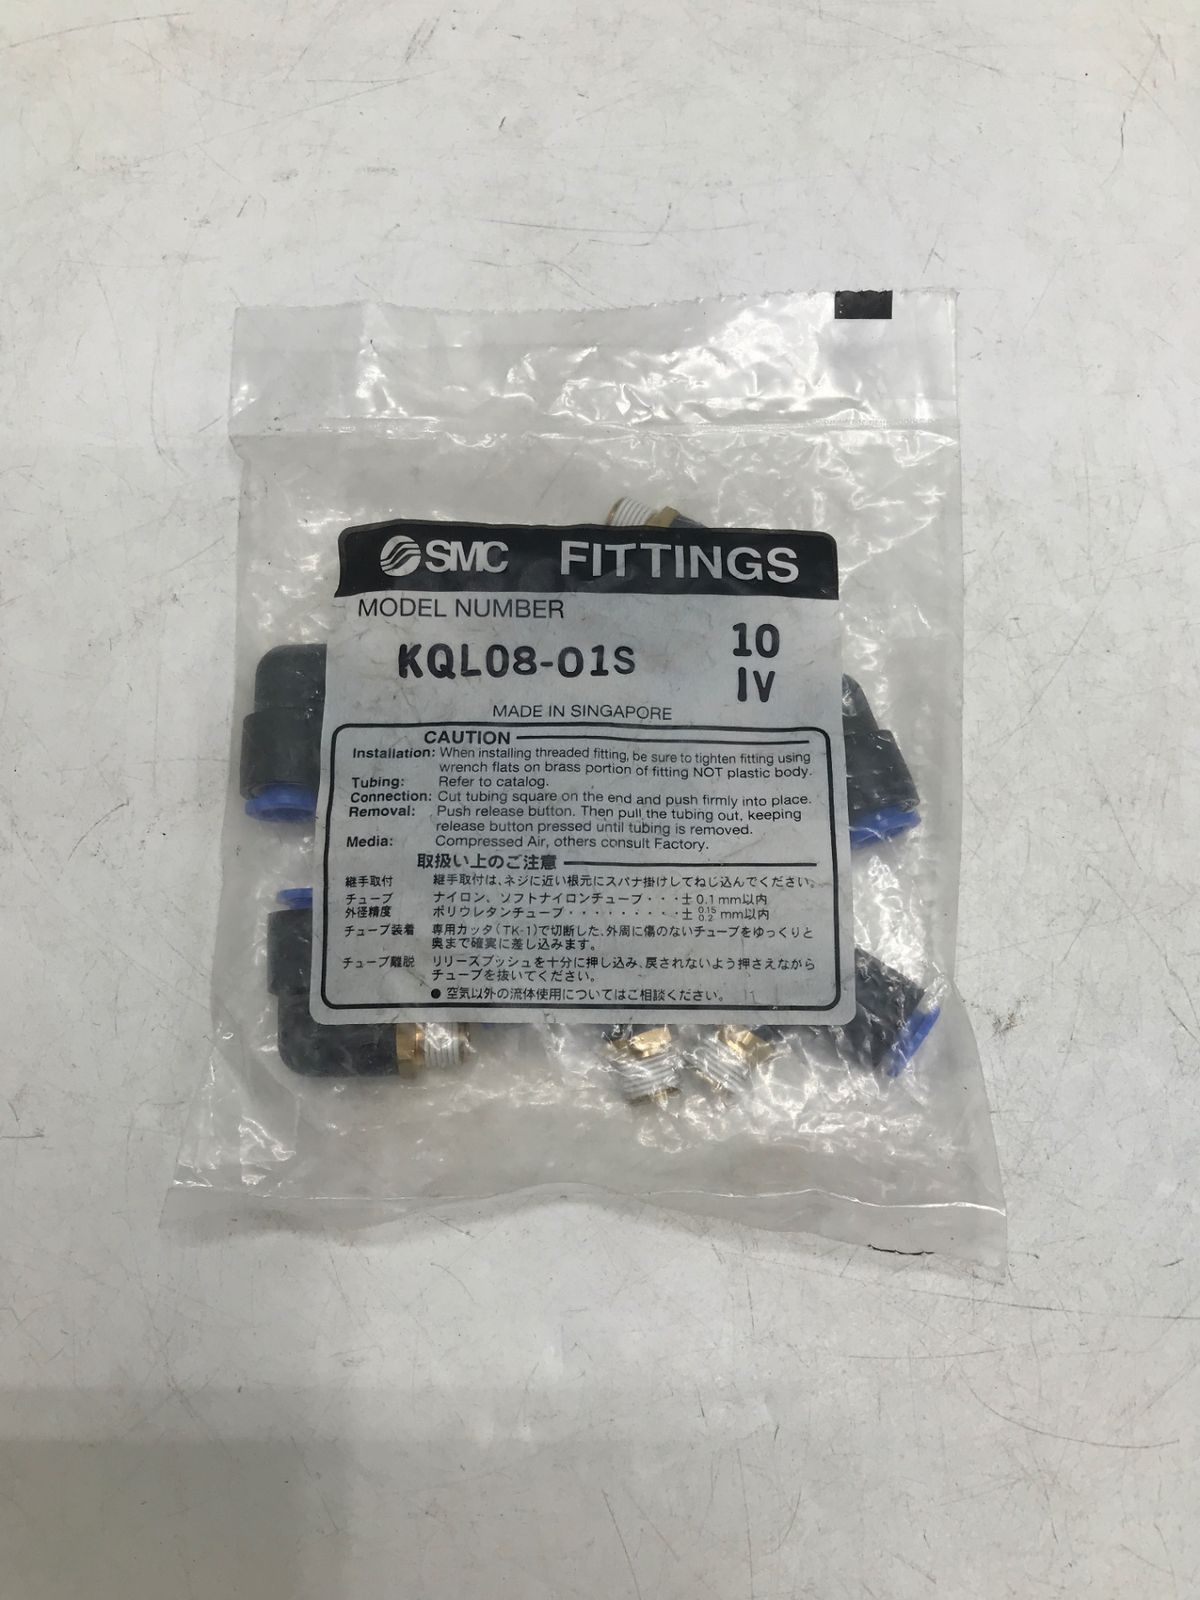 SMC FITTINGS
MODEL NUMBER
KQL08-01S 10
IV
MADE IN SINGAPORE
CAUTION
Installation: When installing threaded fitting, be sure to tighten fitting using
wrench flats on brass portion of fitting NOT plastic body.
Tubing: Refer to catalog.
Connection: Cut tubing square on the end and push firmly into place.
Removal: Push release button. Then pull the tubing out, keeping
release button pressed until tubing is removed.
Media: Compressed Air, others consult Factory.
取扱い上のご注意
継手取付 継手取付は、ネジに近い根元にスパナ掛けしてねじ込んでください。
チューブ ナイロン、ソフトナイロンチューブ・・・± 0.1 mm以内
外径精度 ポリウレタンチューブ・・・・・・・・・± 0.15 0.2 mm以内
チューブ装着 専用カッタ(TK-1)で切断した、外周に傷のないチューブをゆっくりと
奥まで確実に差し込みます。
チューブ離脱 リリースブッシュを十分に押し込み、戻されないよう押さえながら
チューブを抜いてください。
● 空気以外の流体使用についてはご相談ください。